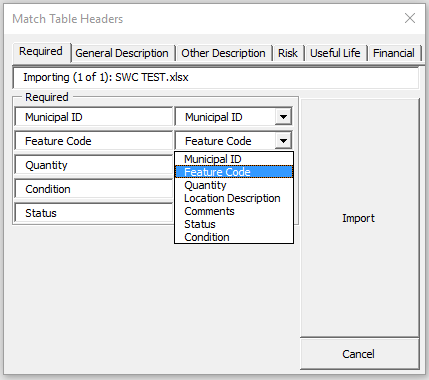 Match Table Headers
Required General Description Other Description Risk Useful Life Financial
Importing (1 of 1): SWC TEST.xlsx
Required
Municipal ID Municipal ID
Feature Code Feature Code
Quantity
Condition
Status
Municipal ID
Feature Code
Quantity
Location Description
Comments
Status
Condition
Import
Cancel